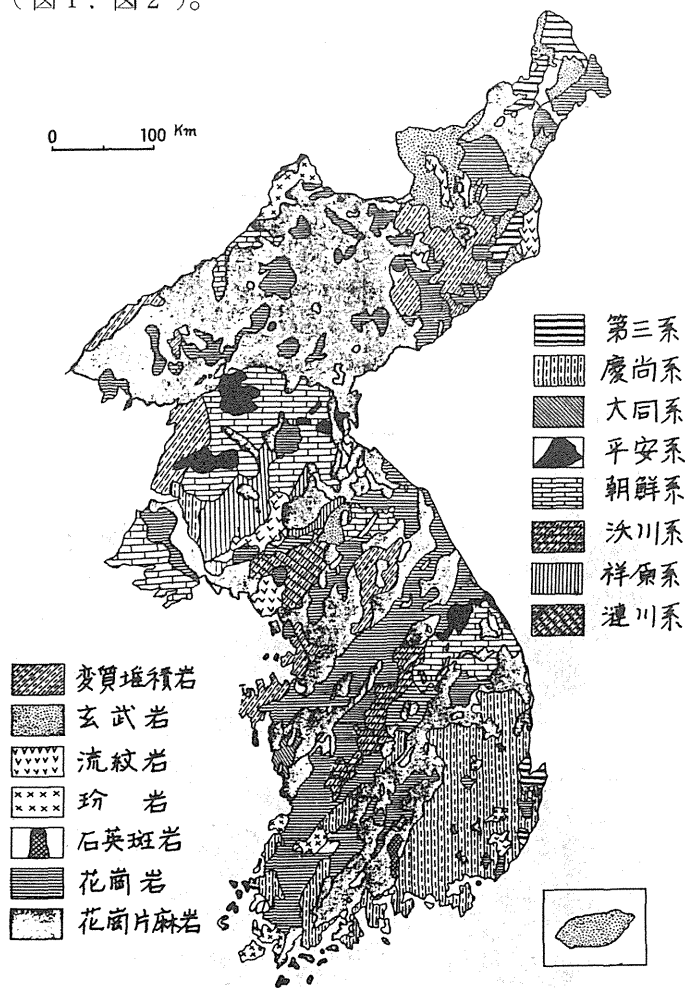 (図1, 図2)。
0 100 Km
第三系
慶尚系
大同系
平安系
朝鮮系
沃川系
祥原系
漣川系
変質堆積岩
玄武岩
流紋岩
玢岩
石英斑岩
花崗岩
花崗片麻岩